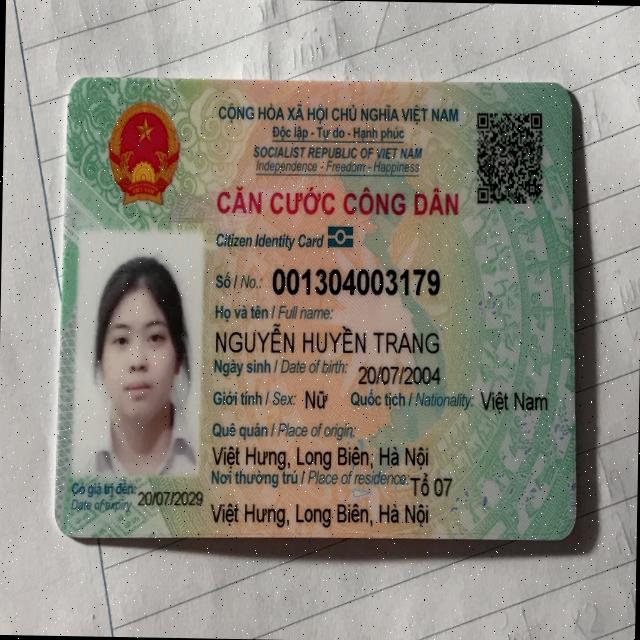 CỘNG HÒA XÃ HỘI CHỦ NGHĨA VIỆT NAM
Độc lập - Tự do - Hạnh phúc
SOCIALIST REPUBLIC OF VIET NAM
Independence - Freedom - Happiness
CĂN CƯỚC CÔNG DÂN
Citizen Identity Card
Số / No.: 001304003179
Họ và tên / Full name:
NGUYỄN HUYỀN TRANG
Ngày sinh / Date of birth: 20/07/2004
Giới tính / Sex: Nữ Quốc tịch / Nationality: Việt Nam
Quê quán / Place of origin:
Việt Hưng, Long Biên, Hà Nội
Nơi thường trú / Place of residence: Tổ 07
Việt Hưng, Long Biên, Hà Nội
Có giá trị đến: 20/07/2029
Date of expiry